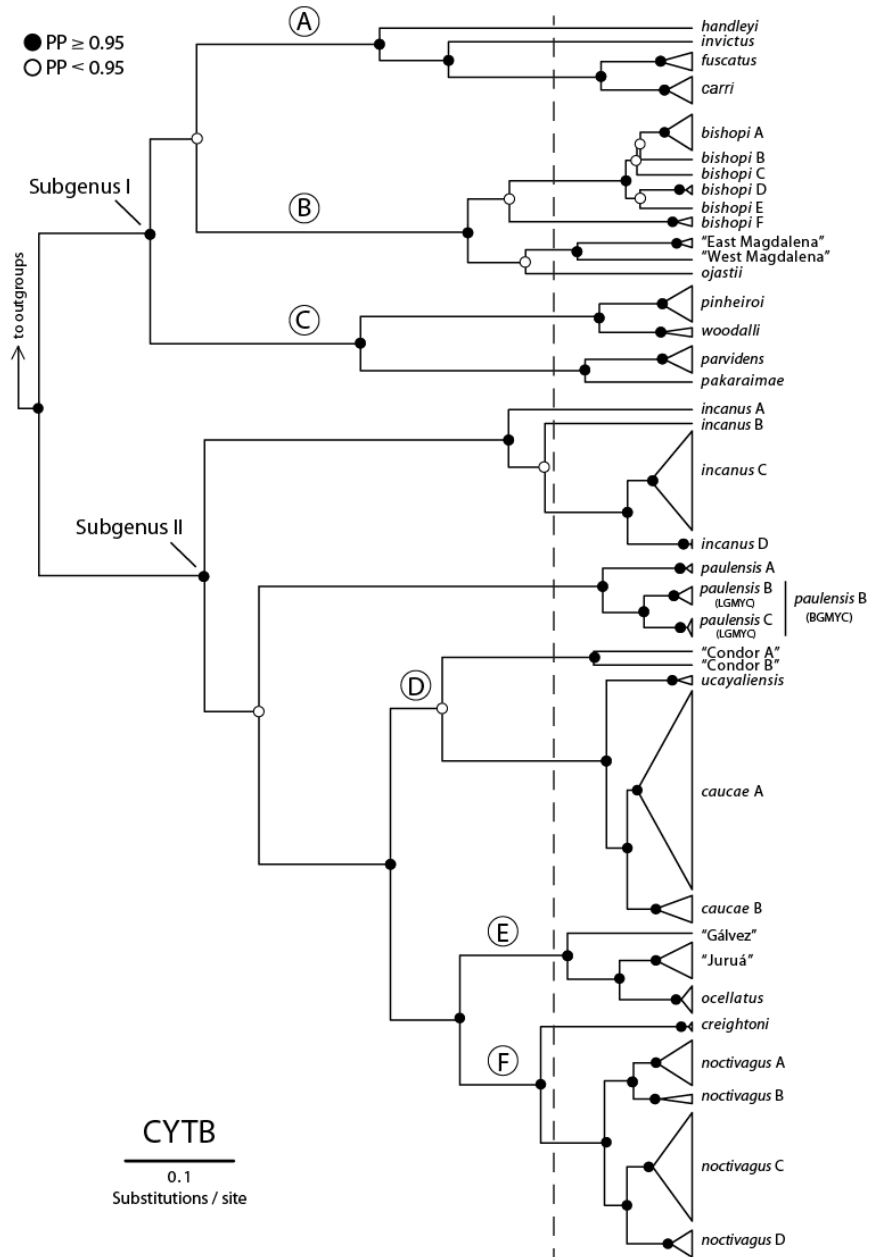 PP ≥ 0.95
PP < 0.95
A
handleyi
invictus
fuscatus
carri
bishopi A
bishopi B
bishopi C
bishopi D
bishopi E
bishopi F
Subgenus I
B
"East Magdalena"
"West Magdalena"
ojastii
to outgroups
C
pinheiroi
woodalli
parvidens
pakaraimae
incanus A
incanus B
incanus C
incanus D
Subgenus II
paulensis A
paulensis B
(LGMYC)
paulensis C
(LGMYC)
paulensis B
(BGMYC)
D
"Condor A"
"Condor B"
ucayaliensis
caucae A
caucae B
E
"Gálvez"
"Juruá"
ocellatus
F
creightoni
noctivagus A
noctivagus B
noctivagus C
noctivagus D
CYTB
0.1
Substitutions / site